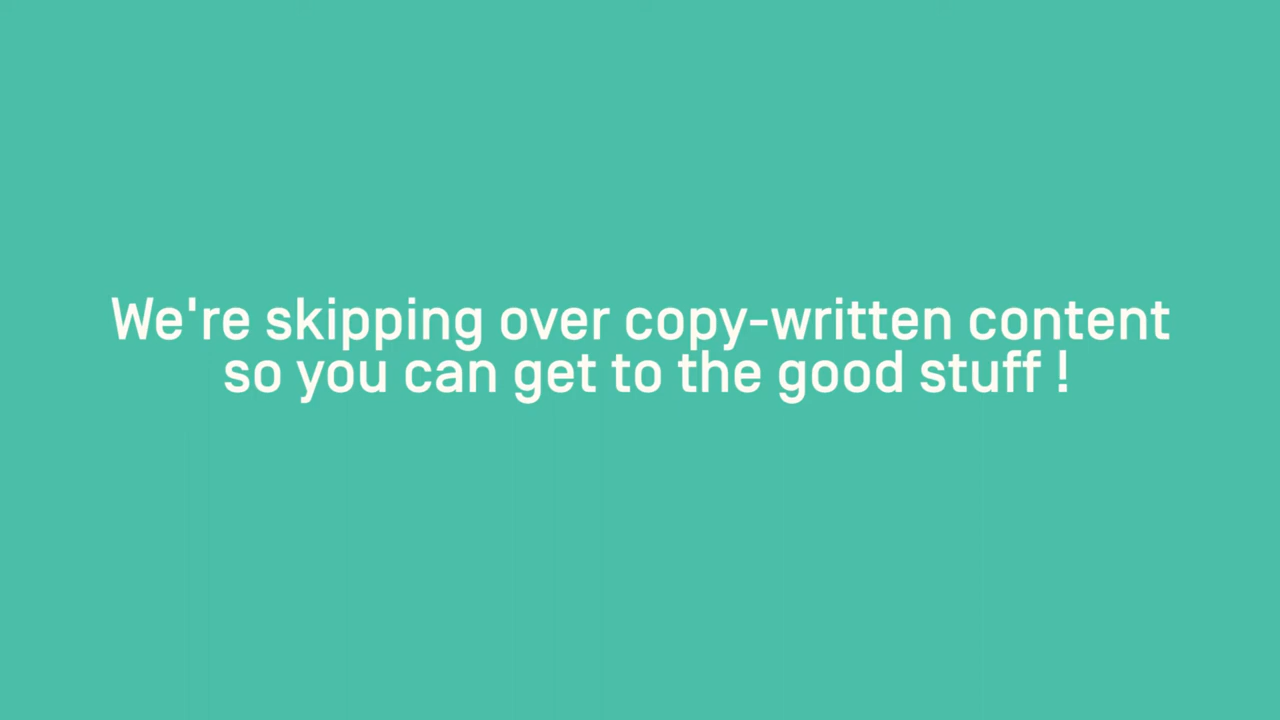 We're skipping over copy-written content
so you can get to the good stuff !